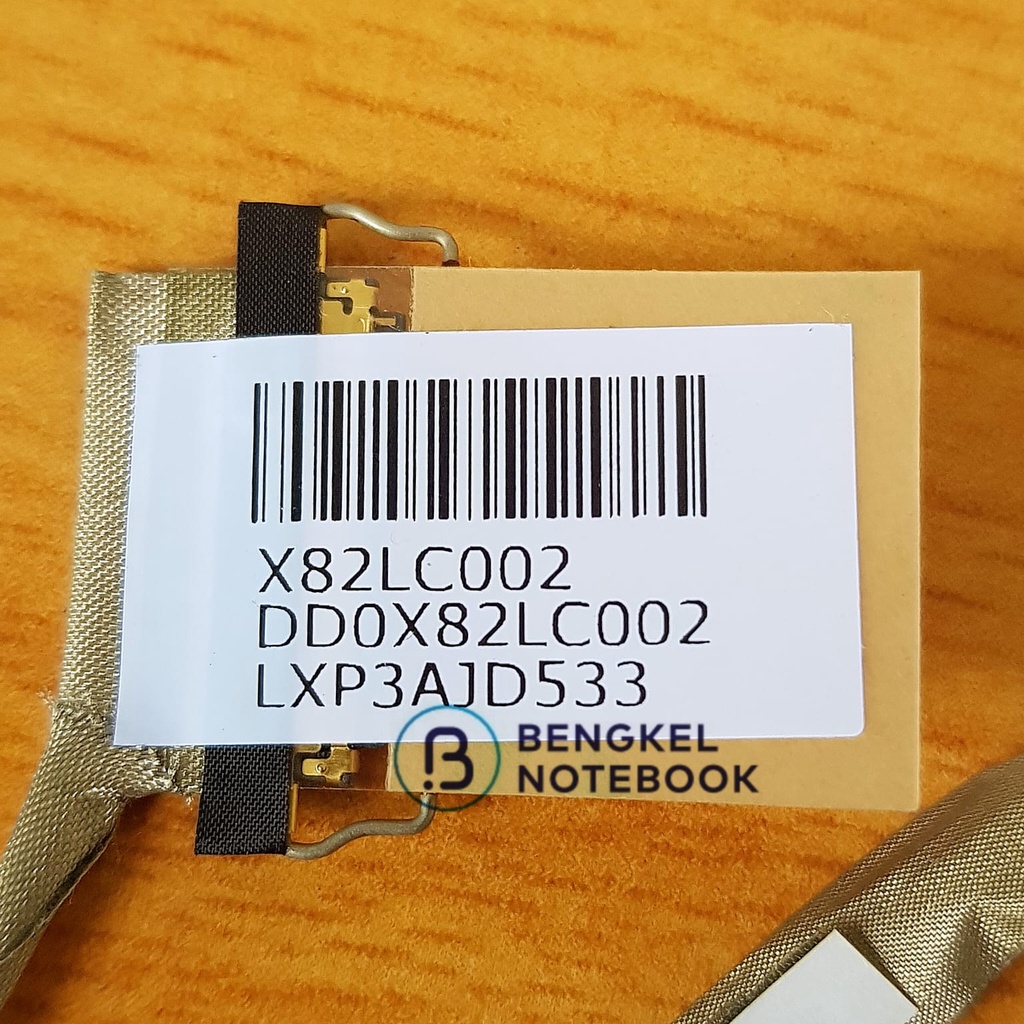 X82LC002
DD0X82LC002
LXP3AJD533
BENGKEL
NOTEBOOK